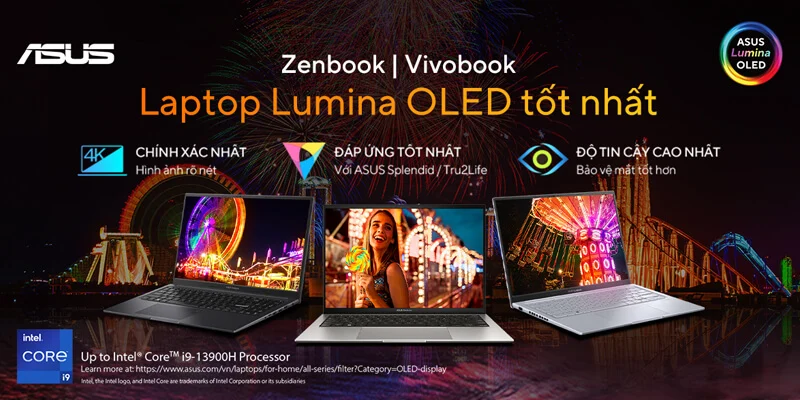 ASUS
Zenbook | Vivobook
Laptop Lumina OLED tốt nhất
ASUS
Lumina
OLED
4K
CHÍNH XÁC NHẤT
Hình ảnh rõ nét
ĐÁP ỨNG TỐT NHẤT
Với ASUS Splendid / Tru2Life
ĐỘ TIN CẬY CAO NHẤT
Bảo vệ mắt tốt hơn
intel
CORE
i9
Up to Intel® Core™ i9-13900H Processor
Learn more at: https://www.asus.com/vn/laptops/for-home/all-series/filter?Category=OLED-display
Intel, the Intel logo, and Intel Core are trademarks of Intel Corporation or its subsidiaries